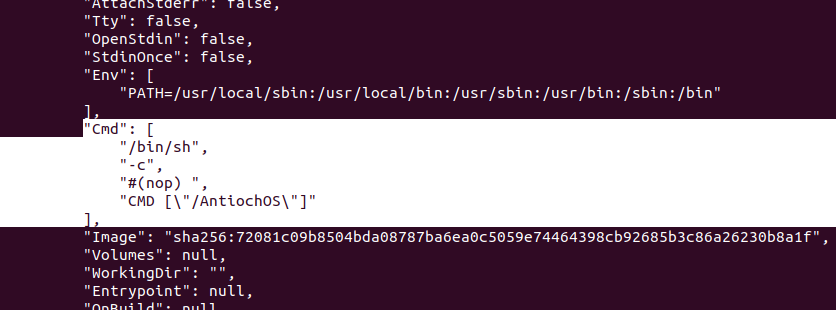 "AttachStderr": false,
"Tty": false,
"OpenStdin": false,
"StdinOnce": false,
"Env": [
"PATH=/usr/local/sbin:/usr/local/bin:/usr/sbin:/usr/bin:/sbin:/bin"
],
"Cmd": [
"/bin/sh",
"-c",
"#(nop) ",
"CMD [\"/AntiochOS\"]"
],
"Image": "sha256:72081c09b8504bda08787ba6ea0c5059e74464398cb92685b3c86a26230b8a1f",
"Volumes": null,
"WorkingDir": "",
"Entrypoint": null,
"OnBuild": null